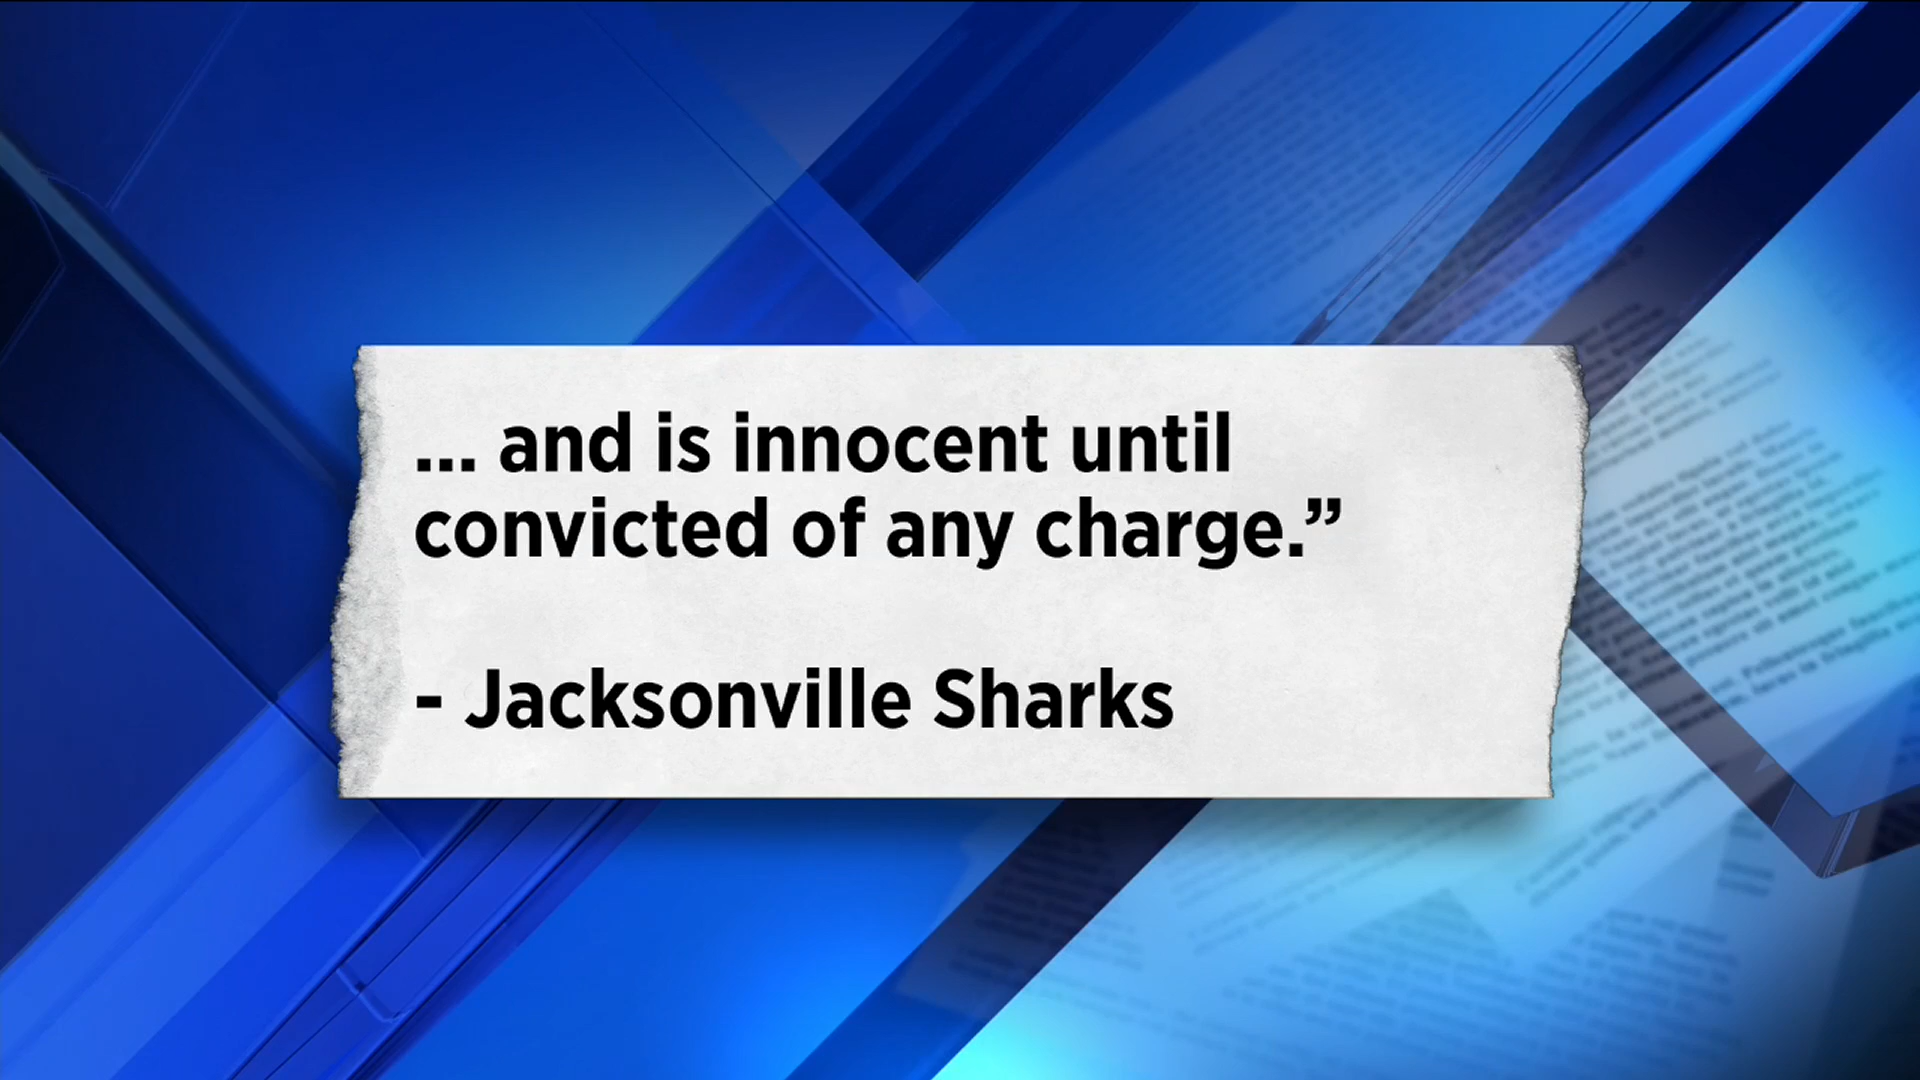 ... and is innocent until
convicted of any charge.”
- Jacksonville Sharks